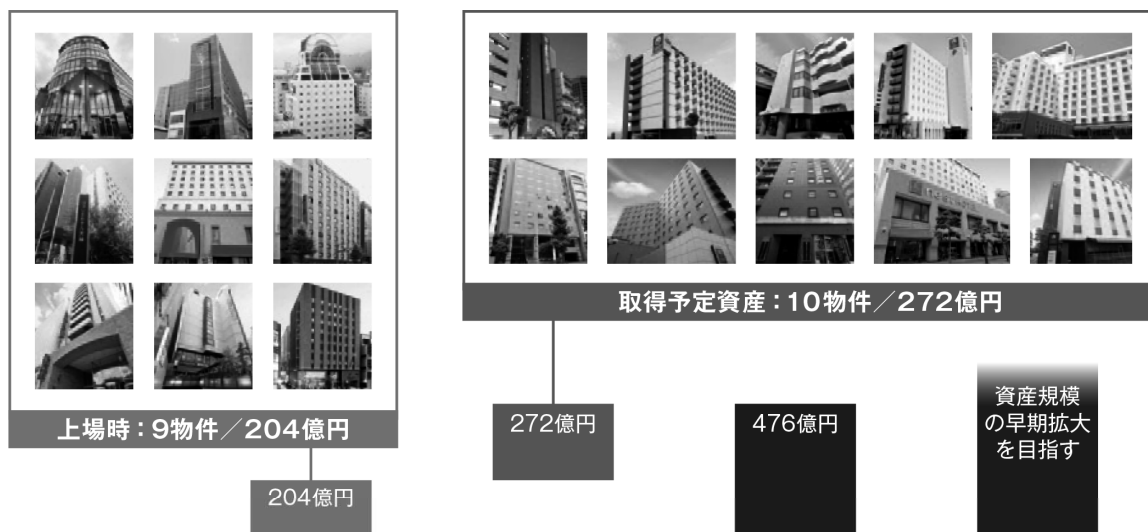 取得予定資産：10物件／272億円
上場時：9物件／204億円
272億円
476億円
資産規模
の早期拡大
を目指す
204億円